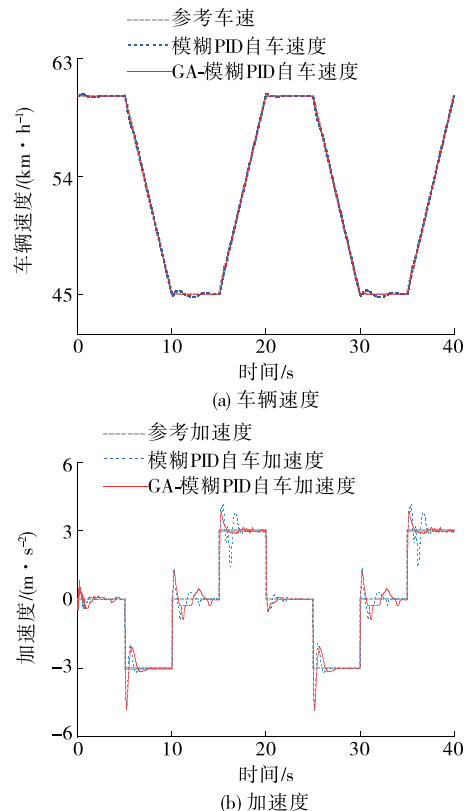 参考车速
模糊PID自车速度
GA-模糊PID自车速度
63
54
45
车辆速度/(km·h⁻¹)
0 10 20 30 40
时间/s
(a) 车辆速度
参考加速度
模糊PID自车加速度
GA-模糊PID自车加速度
6
3
0
-3
-6
加速度/(m·s⁻²)
0 10 20 30 40
时间/s
(b) 加速度